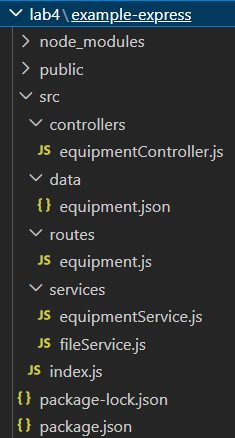 lab4\example-express
node_modules
public
src
controllers
JS equipmentController.js
data
{} equipment.json
routes
JS equipment.js
services
JS equipmentService.js
JS fileService.js
JS index.js
{} package-lock.json
{} package.json